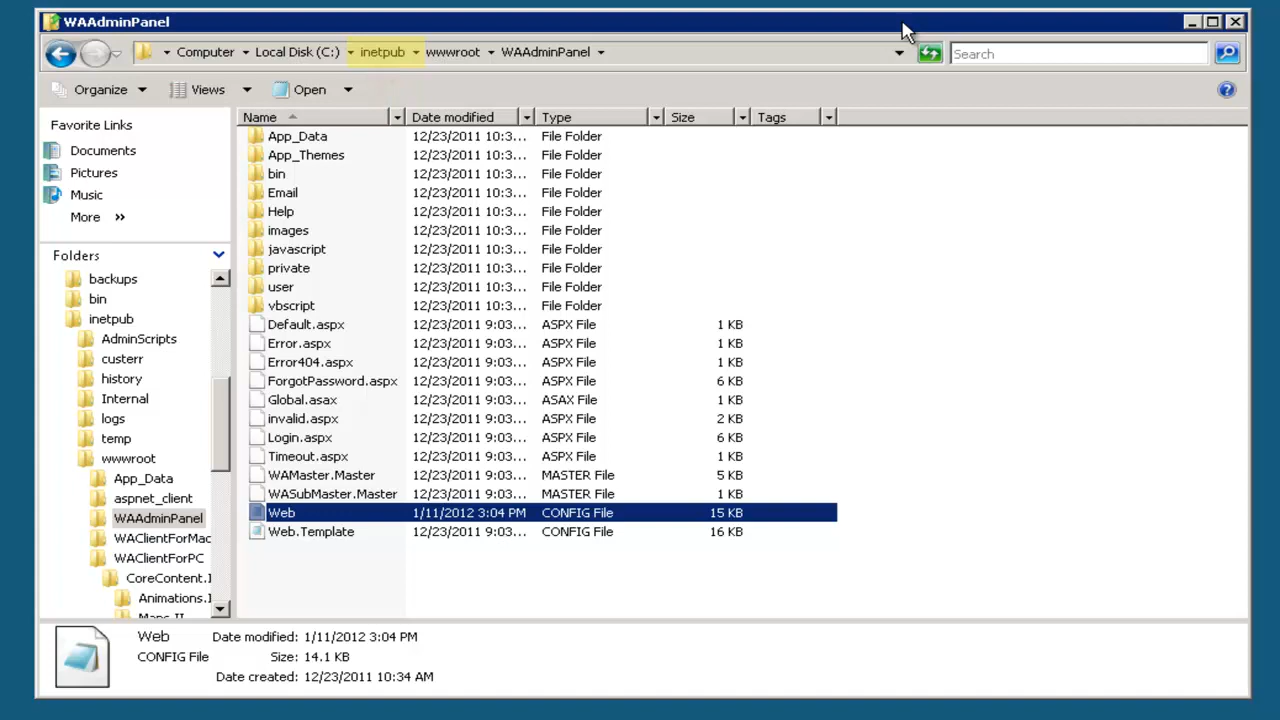 WAAdminPanel
Computer Local Disk (C:) inetpub wwwroot WAAdminPanel
Search
Organize Views Open
Favorite Links
Documents
Pictures
Music
More »
Folders
backups
bin
inetpub
AdminScripts
custerr
history
Internal
logs
temp
wwwroot
App_Data
aspnet_client
WAAdminPanel
WAClientForMac
WAClientForPC
CoreContent.I
Animations.I
Name Date modified Type Size Tags
App_Data 12/23/2011 10:3... File Folder
App_Themes 12/23/2011 10:3... File Folder
bin 12/23/2011 10:3... File Folder
Email 12/23/2011 10:3... File Folder
Help 12/23/2011 10:3... File Folder
images 12/23/2011 10:3... File Folder
javascript 12/23/2011 10:3... File Folder
private 12/23/2011 10:3... File Folder
user 12/23/2011 10:3... File Folder
vbscript 12/23/2011 10:3... File Folder
Default.aspx 12/23/2011 9:03... ASPX File 1 KB
Error.aspx 12/23/2011 9:03... ASPX File 1 KB
Error404.aspx 12/23/2011 9:03... ASPX File 1 KB
ForgotPassword.aspx 12/23/2011 9:03... ASPX File 6 KB
Global.asax 12/23/2011 9:03... ASAX File 1 KB
invalid.aspx 12/23/2011 9:03... ASPX File 2 KB
Login.aspx 12/23/2011 9:03... ASPX File 6 KB
Timeout.aspx 12/23/2011 9:03... ASPX File 1 KB
WAMaster.Master 12/23/2011 9:03... MASTER File 5 KB
WASubMaster.Master 12/23/2011 9:03... MASTER File 1 KB
Web 1/11/2012 3:04 PM CONFIG File 15 KB
Web.Template 12/23/2011 9:03... CONFIG File 16 KB
Web Date modified: 1/11/2012 3:04 PM
CONFIG File Size: 14.1 KB
Date created: 12/23/2011 10:34 AM